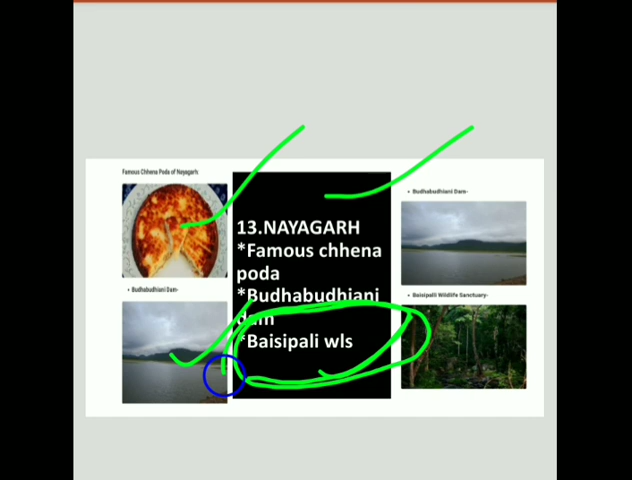 Famous Chhena Poda of Nayagarh
• Budhabudhiani Dam-
13.NAYAGARH
*Famous chhena
poda
*Budhabudhiani
dam
*Baisipali wls
• Budhabudhiani Dam-
• Baisipalli Wildlife Sanctuary-